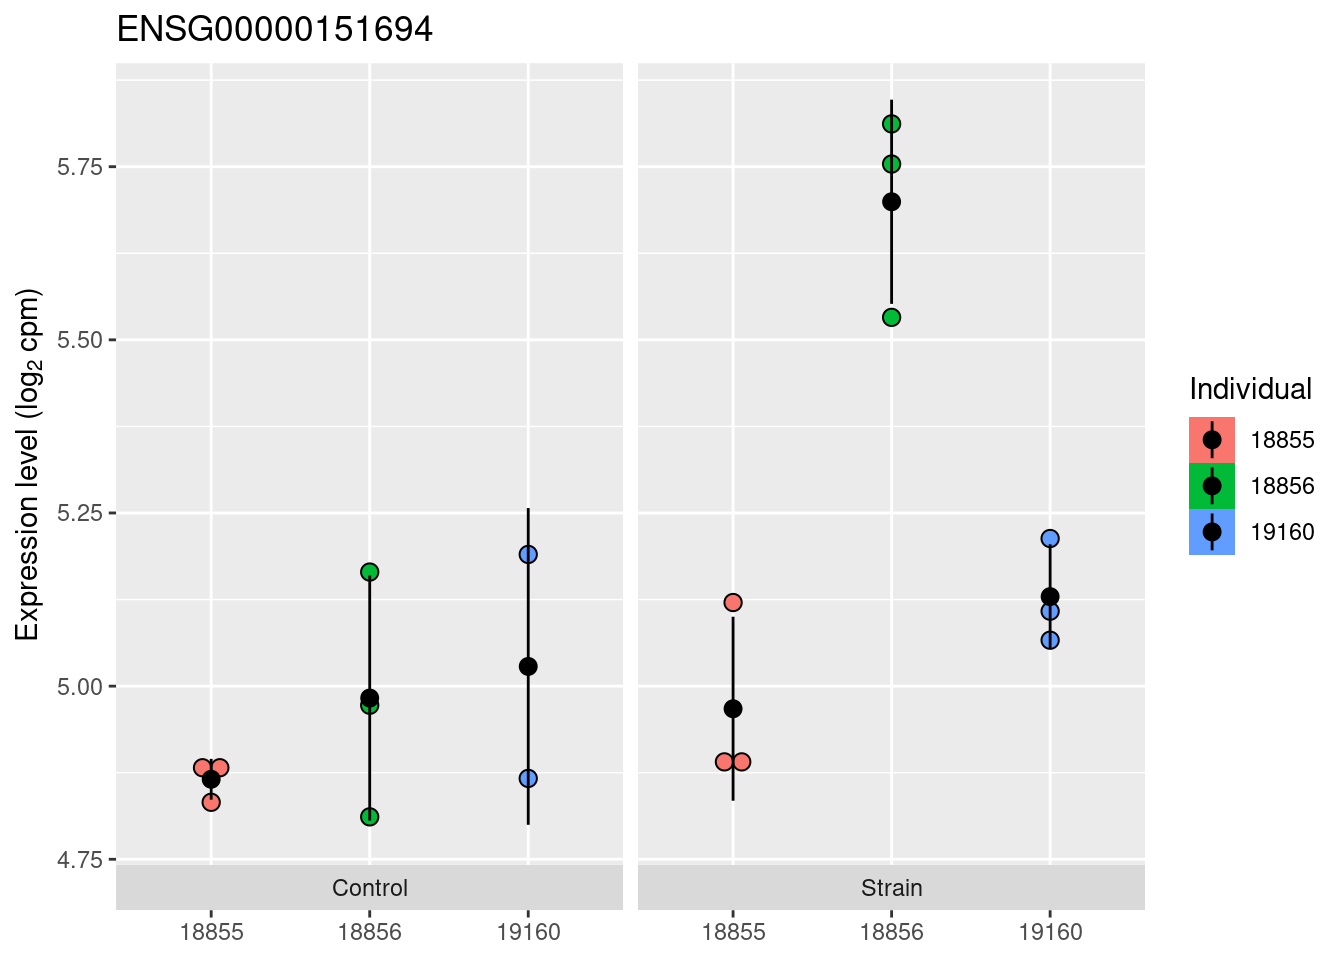 ENSG00000151694
Expression level (log₂ cpm)
5.75
5.50
5.25
5.00
4.75
Control
Strain
18855
18856
19160
18855
18856
19160
Individual
18855
18856
19160